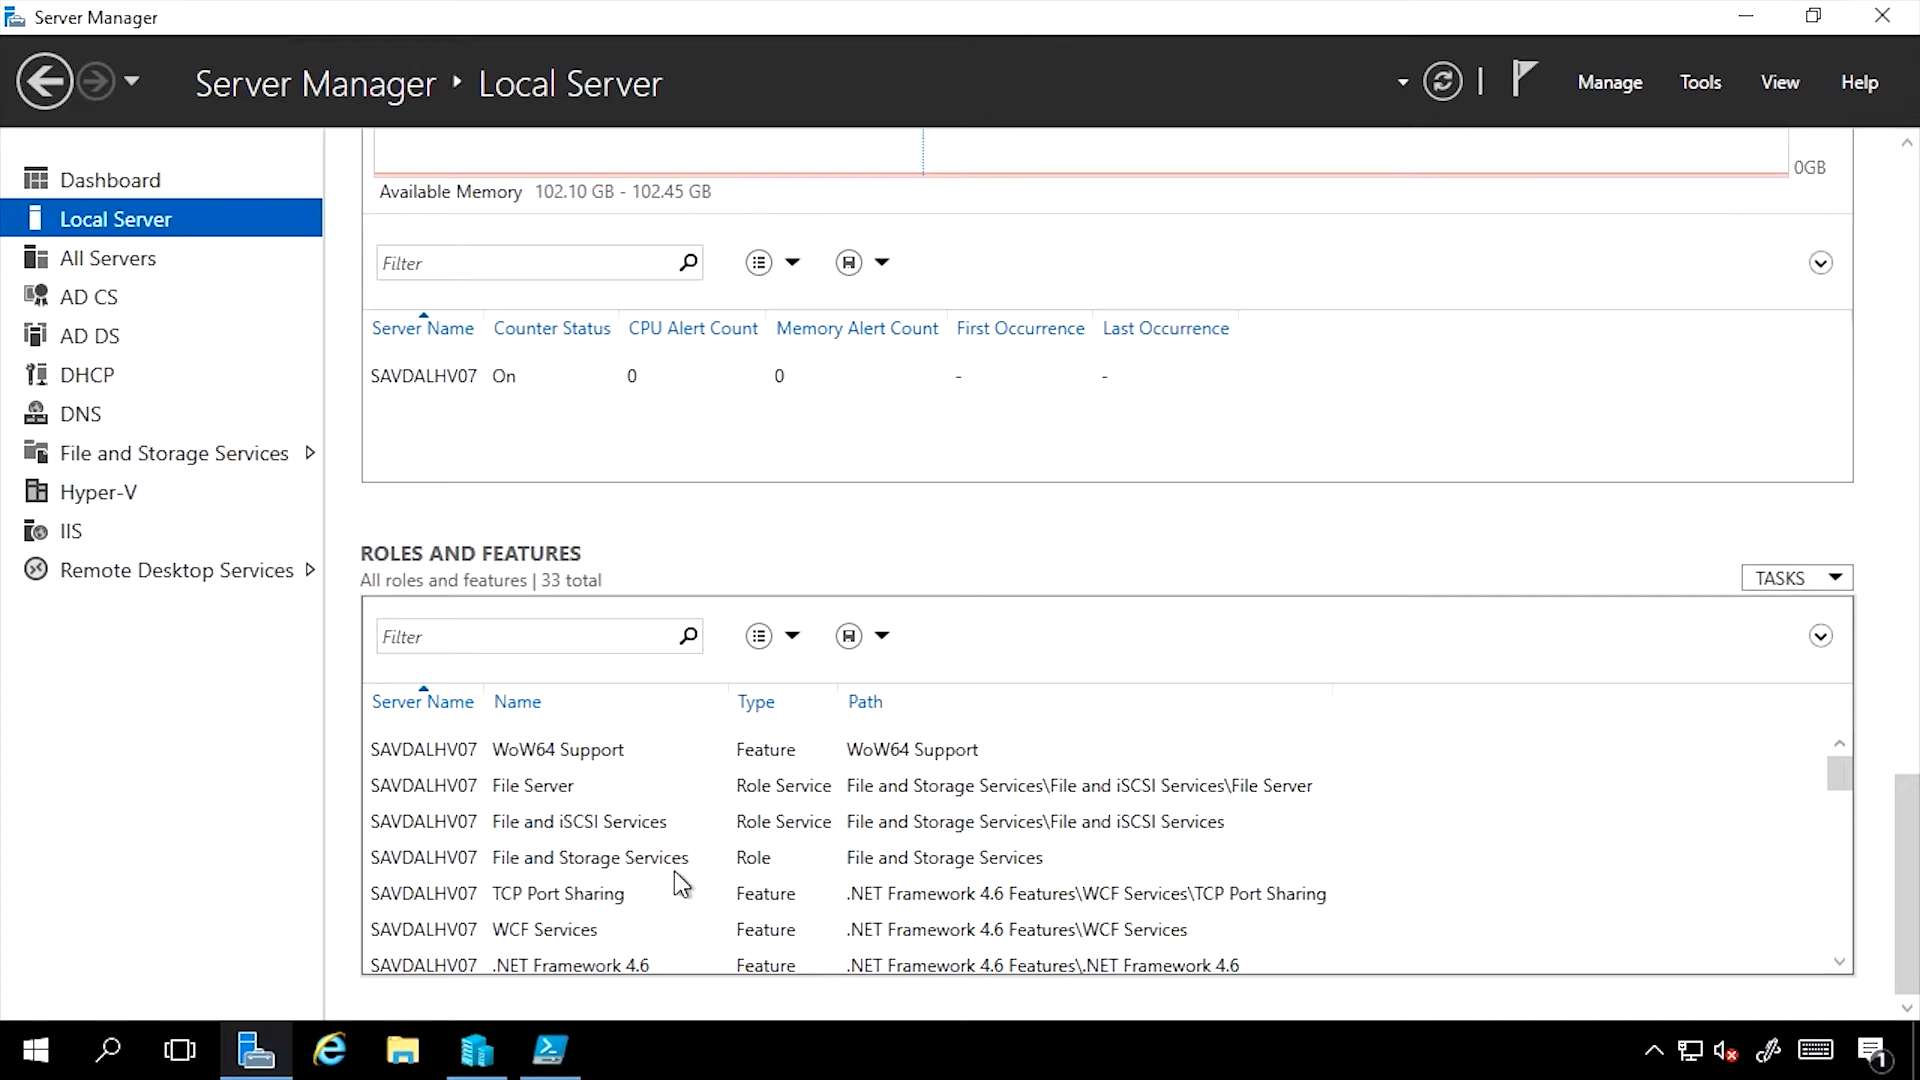 Server Manager
Server Manager ‣ Local Server
Manage Tools View Help
Dashboard
Local Server
All Servers
AD CS
AD DS
DHCP
DNS
File and Storage Services
Hyper-V
IIS
Remote Desktop Services
0GB
Available Memory 102.10 GB - 102.45 GB
Filter
Server Name Counter Status CPU Alert Count Memory Alert Count First Occurrence Last Occurrence
SAVDALHV07 On 0 0 - -
ROLES AND FEATURES
All roles and features | 33 total
TASKS
Filter
Server Name Name Type Path
SAVDALHV07 WoW64 Support Feature WoW64 Support
SAVDALHV07 File Server Role Service File and Storage Services\File and iSCSI Services\File Server
SAVDALHV07 File and iSCSI Services Role Service File and Storage Services\File and iSCSI Services
SAVDALHV07 File and Storage Services Role File and Storage Services
SAVDALHV07 TCP Port Sharing Feature .NET Framework 4.6 Features\WCF Services\TCP Port Sharing
SAVDALHV07 WCF Services Feature .NET Framework 4.6 Features\WCF Services
SAVDALHV07 .NET Framework 4.6 Feature .NET Framework 4.6 Features\.NET Framework 4.6
1